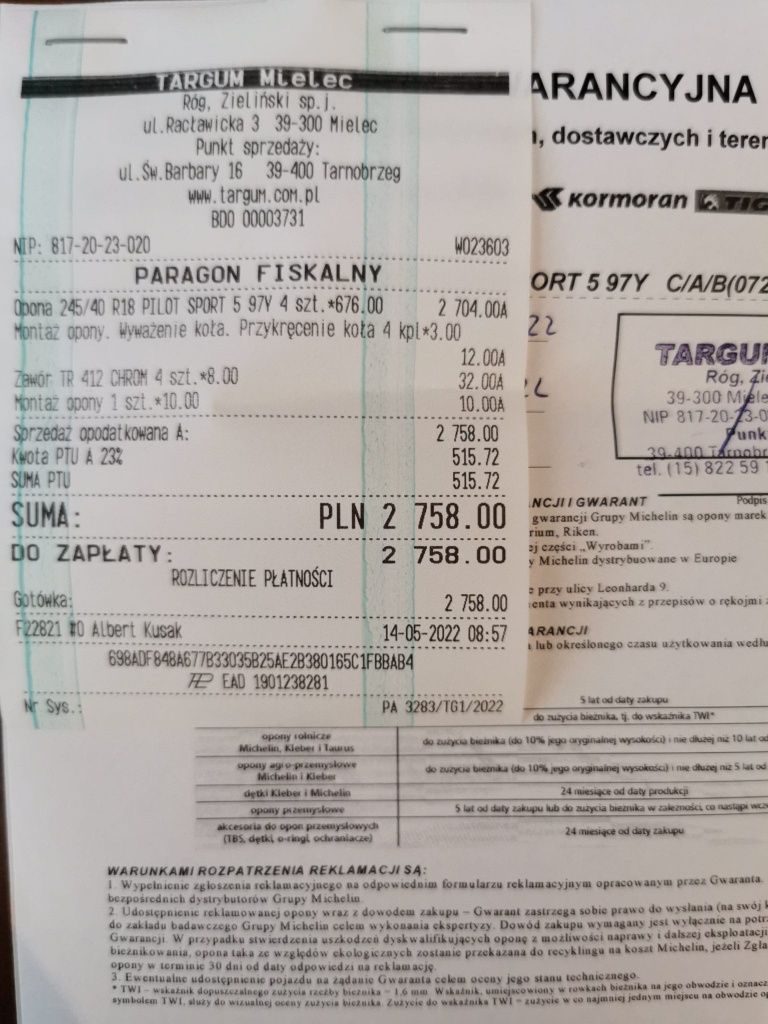 TARGUM Mielec
Róg, Zieliński sp.j.
ul.Racławicka 3 39-300 Mielec
Punkt sprzedaży:
ul.Św.Barbary 16 39-400 Tarnobrzeg
www.targum.com.pl
BDO 00003731
NIP: 817-20-23-020 W023603
PARAGON FISKALNY
Opona 245/40 R18 PILOT SPORT 5 97Y 4 szt.*676.00 2 704.00A
Montaż opony. Wyważenie koła. Przykręcenie koła 4 kpl*3.00
12.00A
Zawór TR 412 CHROM 4 szt.*8.00 32.00A
Montaż opony 1 szt.*10.00 10.00A
Sprzedaż opodatkowana A: 2 758.00
Kwota PTU A 23% 515.72
SUMA PTU 515.72
SUMA: PLN 2 758.00
DO ZAPŁATY: 2 758.00
ROZLICZENIE PŁATNOŚCI
Gotówka: 2 758.00
F22821 #0 Albert Kusak 14-05-2022 08:57
698ADF848A677B33035B25AE2B380165C1FBBAB4
EAD 1901238281
Nr Sys.: PA 3283/TG1/2022
ARANCYJNA
, dostawczych i teren
Kormoran TIG
ORT 5 97Y C/A/B(072
22
TARGU
Róg, Zie
39-300 Miele
NIP 817-20-23-0
Punk
39-400 Tarnobr
tel. (15) 822 59
NCJI I GWARANT Podpis
gwarancji Grupy Michelin są opony marek
rium, Riken.
ej części „Wyrobami”.
y Michelin dystrybuowane w Europie
e przy ulicy Leonharda 9.
enta wynikających z przepisów o rękojmi
ARANCJI
lub określonego czasu użytkowania wedłu
5 lat od daty zakupu
do zużycia bieżnika, tj. do wskaźnika TWI*
opony rolnicze
Michelin, Kleber i Taurus
do zużycia bieżnika (do 10% jego oryginalnej wysokości) i nie dłużej niż 10 lat od
opony agro-przemysłowe
Michelin i Kleber
do zużycia bieżnika (do 10% jego oryginalnej wysokości) i nie dłużej niż 5 lat od
dętki Kleber i Michelin 24 miesiące od daty produkcji
opony przemysłowe 5 lat od daty zakupu lub do zużycia bieżnika w zależności, co nastąpi wcz
akcesoria do opon przemysłowych
(TBS, dętki, o-ringi, ochraniacze)
24 miesiące od daty zakupu
WARUNKAMI ROZPATRZENIA REKLAMACJI SĄ:
1. Wypełnienie zgłoszenia reklamacyjnego na odpowiednim formularzu reklamacyjnym opracowanym przez Gwaranta.
bezpośrednich dystrybutorów Grupy Michelin.
2. Udostępnienie reklamowanej opony wraz z dowodem zakupu – Gwarant zastrzega sobie prawo do wysłania (na swój k
do zakładu badawczego Grupy Michelin celem wykonania ekspertyzy. Dowód zakupu wymagany jest wyłącznie na potrz
Gwarancji. W przypadku stwierdzenia uszkodzeń dyskwalifikujących oponę z możliwości naprawy i dalszej eksploatacji
bieżnikowania, opona taka ze względów ekologicznych zostanie przekazana do recyklingu na koszt Michelin, jeżeli Zgła
opony w terminie 30 dni od daty odpowiedzi na reklamację.
3. Ewentualne udostępnienie pojazdu na żądanie Gwaranta celem oceny jego stanu technicznego.
* TWI – wskaźnik dopuszczalnego zużycia rzeźby bieżnika = 1,6 mm. Wskaźnik, umiejscowiony w rowkach bieżnika na jego obwodzie i oznacz
symbolem TWI, służy do wizualnej oceny zużycia bieżnika. Zużycie do wskaźnika TWI = zużycie w co najmniej jednym miejscu na obwodzie op